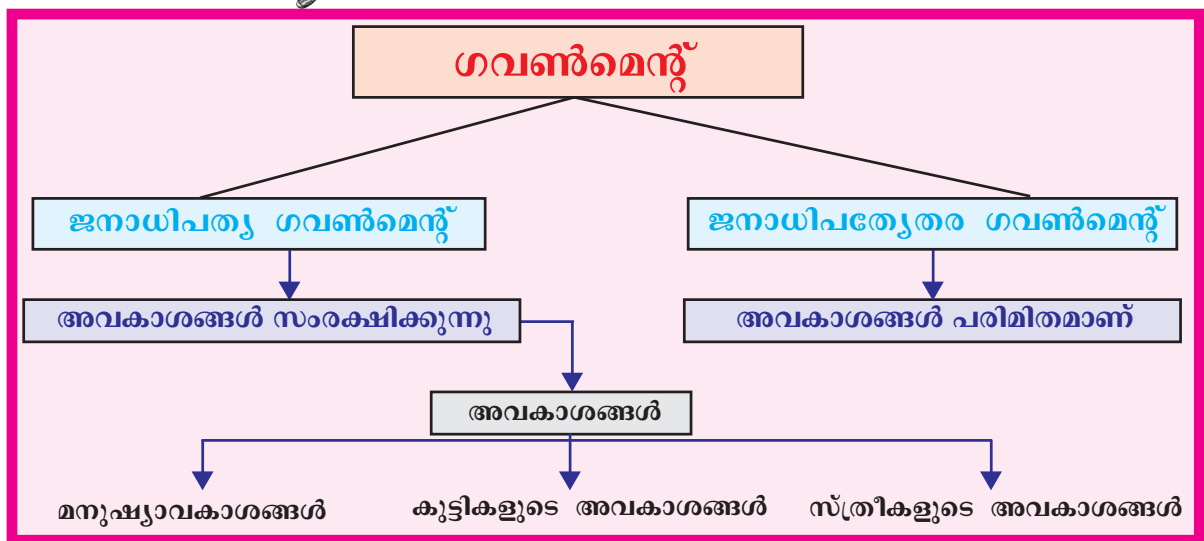 ഗവൺമെന്റ്
ജനാധിപത്യ ഗവൺമെന്റ്
ജനാധിപത്യേതര ഗവൺമെന്റ്
അവകാശങ്ങൾ സംരക്ഷിക്കുന്നു
അവകാശങ്ങൾ പരിമിതമാണ്
അവകാശങ്ങൾ
മനുഷ്യാവകാശങ്ങൾ
കുട്ടികളുടെ അവകാശങ്ങൾ
സ്ത്രീകളുടെ അവകാശങ്ങൾ